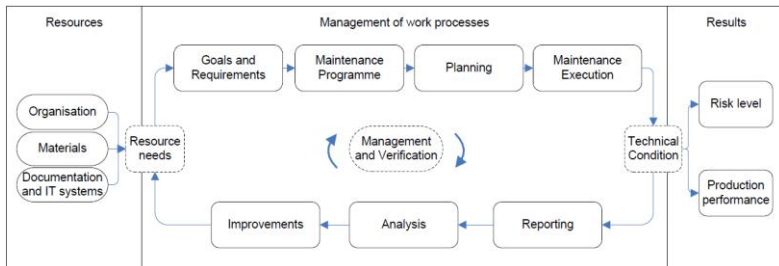 Resources
Management of work processes
Results
Goals and
Requirements
Maintenance
Programme
Planning
Maintenance
Execution
Organisation
Materials
Documentation
and IT systems
Resource
needs
Management
and Verification
Technical
Condition
Risk level
Production
performance
Improvements
Analysis
Reporting